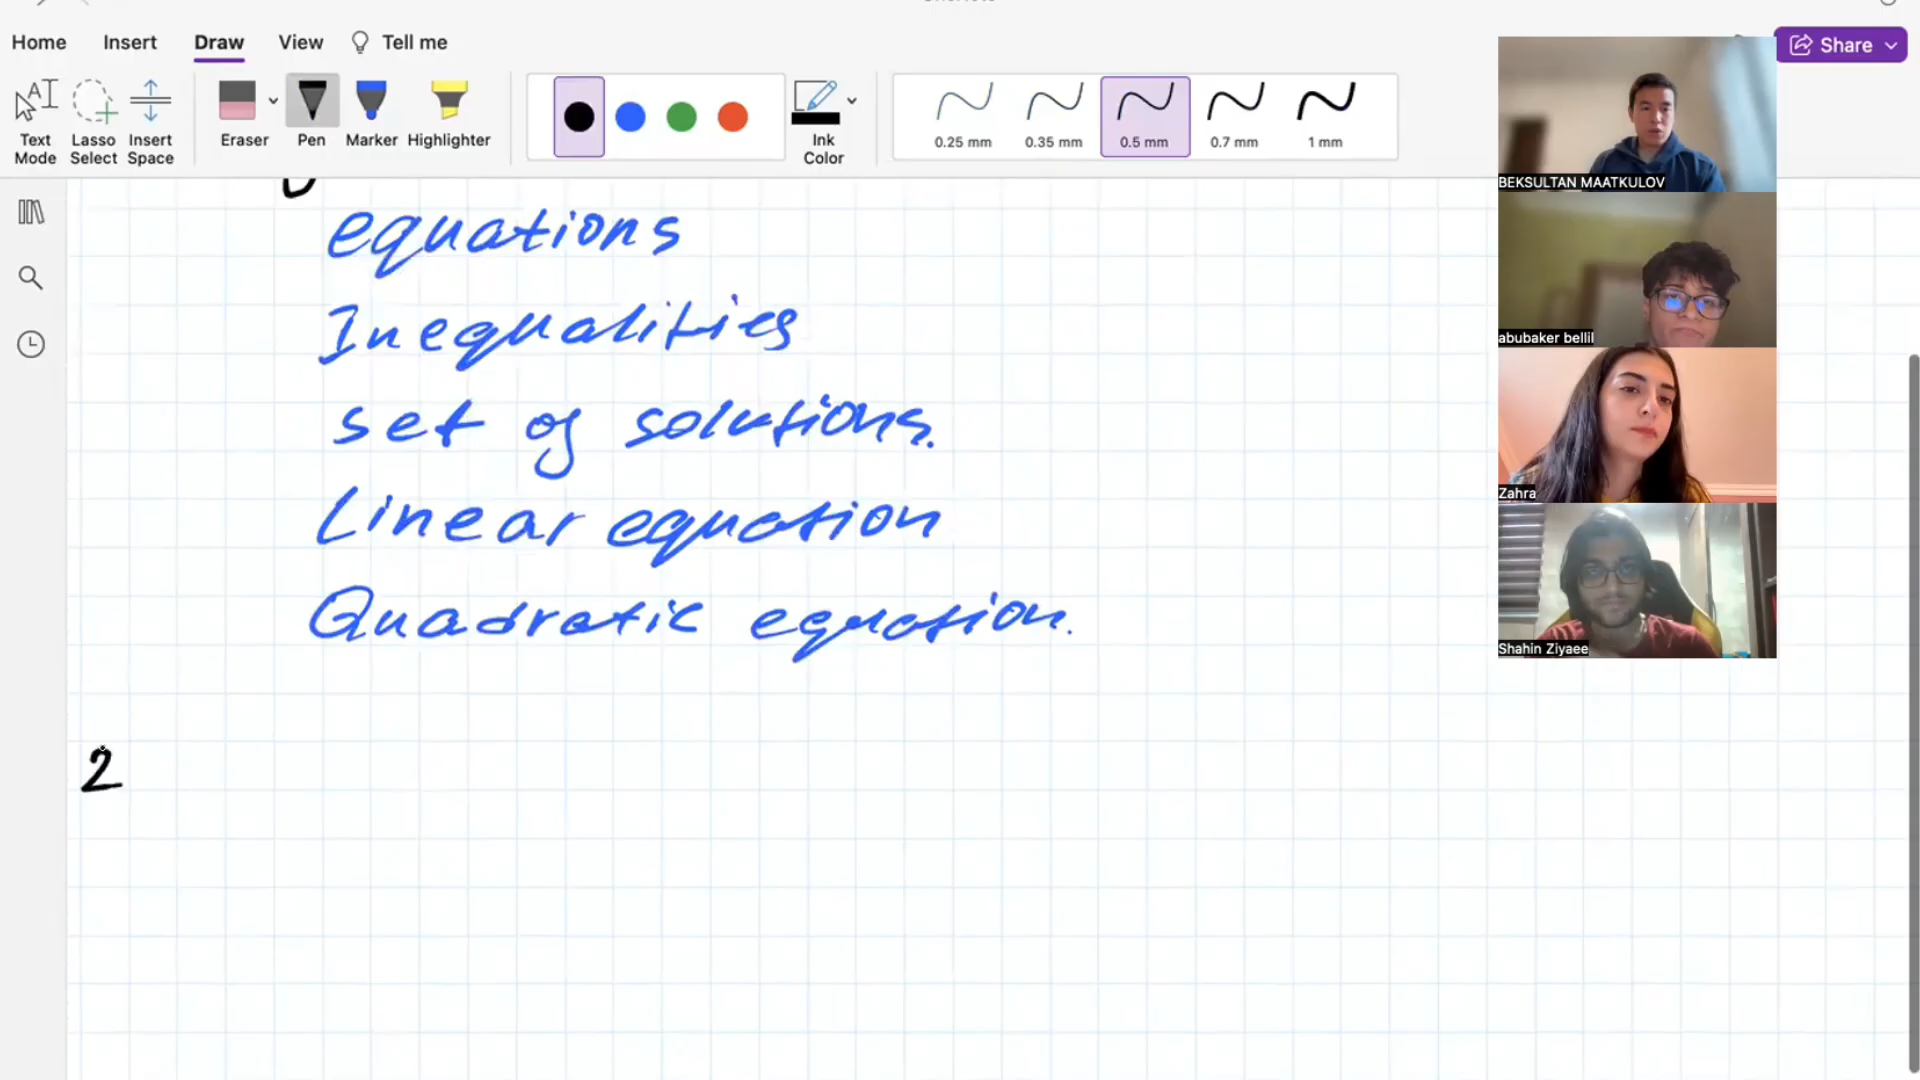 Home Insert Draw View Tell me
Share
Text Mode
Lasso Select
Insert Space
Eraser
Pen
Marker
Highlighter
Ink Color
0.25 mm
0.35 mm
0.5 mm
0.7 mm
1 mm
BEKSULTAN MAATKULOV
abubaker bellil
Zahra
Shahin Ziyaee
equations
Inequalities
set of solutions.
Linear equation
Quadratic equation.
2